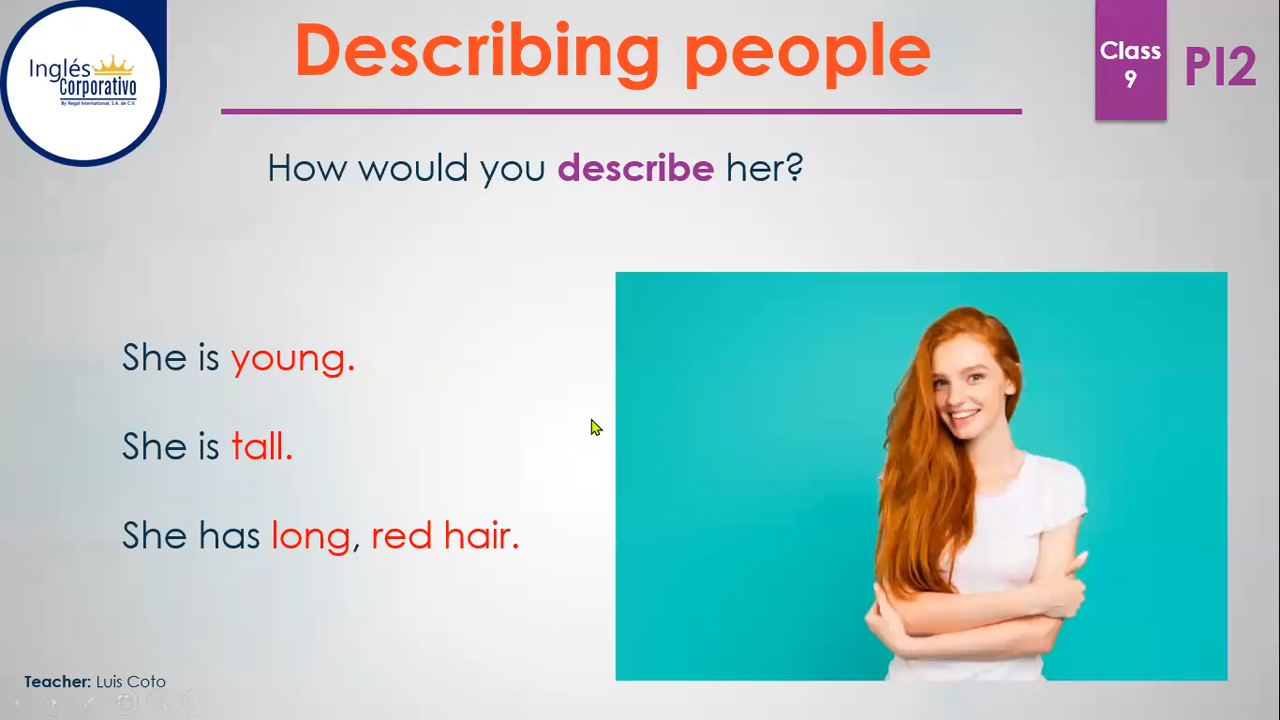 Inglés
Corporativo
By Regal International, S.A. de C.V.
Describing people
Class
9
PI2
How would you describe her?
She is young.
She is tall.
She has long, red hair.
Teacher: Luis Coto